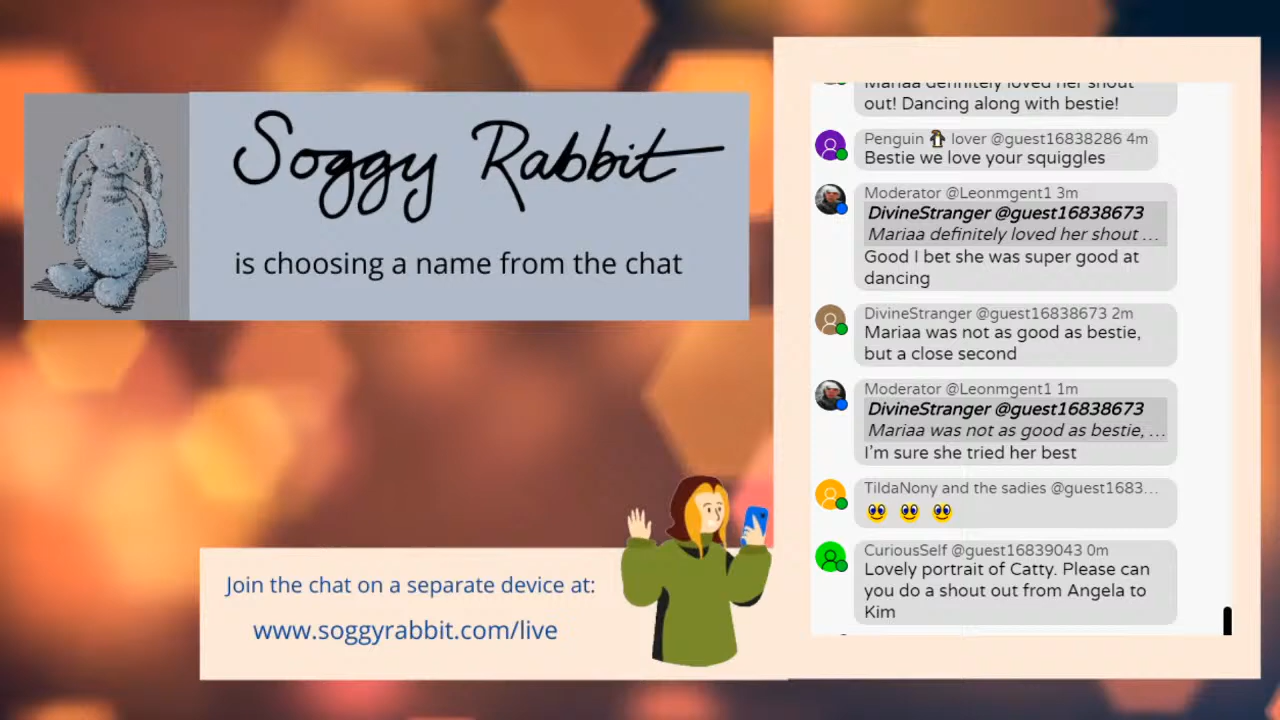 Soggy Rabbit
is choosing a name from the chat
Join the chat on a separate device at:
www.soggyrabbit.com/live
Mariaa definitely loved her shout
out! Dancing along with bestie!
Penguin 🐧 lover @guest16838286 4m
Bestie we love your squiggles
Moderator @Leonmgent1 3m
DivineStranger @guest16838673
Mariaa definitely loved her shout ...
Good I bet she was super good at
dancing
DivineStranger @guest16838673 2m
Mariaa was not as good as bestie,
but a close second
Moderator @Leonmgent1 1m
DivineStranger @guest16838673
Mariaa was not as good as bestie, ...
I'm sure she tried her best
TildaNony and the sadies @guest1683...
CuriousSelf @guest16839043 0m
Lovely portrait of Catty. Please can
you do a shout out from Angela to
Kim